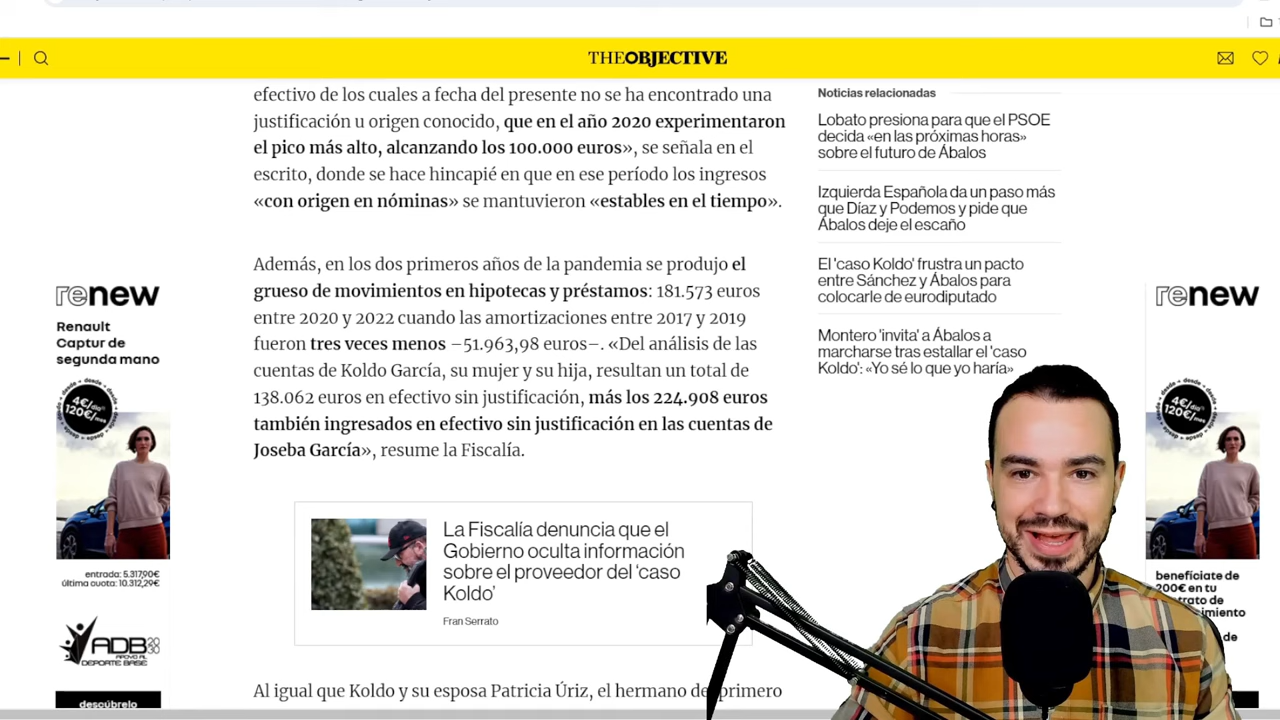 THEOBJECTIVE
efectivo de los cuales a fecha del presente no se ha encontrado una
justificación u origen conocido, que en el año 2020 experimentaron
el pico más alto, alcanzando los 100.000 euros», se señala en el
escrito, donde se hace hincapié en que en ese período los ingresos
«con origen en nóminas» se mantuvieron «estables en el tiempo».
Además, en los dos primeros años de la pandemia se produjo el
grueso de movimientos en hipotecas y préstamos: 181.573 euros
entre 2020 y 2022 cuando las amortizaciones entre 2017 y 2019
fueron tres veces menos –51.963,98 euros–. «Del análisis de las
cuentas de Koldo García, su mujer y su hija, resultan un total de
138.062 euros en efectivo sin justificación, más los 224.908 euros
también ingresados en efectivo sin justificación en las cuentas de
Joseba García», resume la Fiscalía.
La Fiscalía denuncia que el
Gobierno oculta información
sobre el proveedor del ‘caso
Koldo’
Fran Serrato
Al igual que Koldo y su esposa Patricia Úriz, el hermano del primero
Noticias relacionadas
Lobato presiona para que el PSOE
decida «en las próximas horas»
sobre el futuro de Ábalos
Izquierda Española da un paso más
que Díaz y Podemos y pide que
Ábalos deje el escaño
El 'caso Koldo' frustra un pacto
entre Sánchez y Ábalos para
colocarle de eurodiputado
Montero 'invita' a Ábalos a
marcharse tras estallar el 'caso
Koldo': «Yo sé lo que yo haría»
renew
Renault
Captur de
segunda mano
desde • desde • desde
4€/día
120€/mes
entrada: 5.317,90€
última cuota: 10.312,29€
ADB 2030
APOYO AL
DEPORTE BASE
descúbrelo
renew
4€/día
120€/mes
benefíciate de
200€ en tu
de